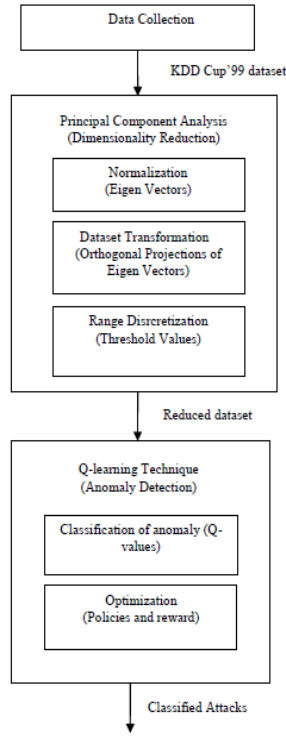 Data Collection
KDD Cup'99 dataset
Principal Component Analysis
(Dimensionality Reduction)
Normalization
(Eigen Vectors)
Dataset Transformation
(Orthogonal Projections of
Eigen Vectors)
Range Disrcretization
(Threshold Values)
Reduced dataset
Q-learning Technique
(Anomaly Detection)
Classification of anomaly (Q-
values)
Optimization
(Policies and reward)
Classified Attacks